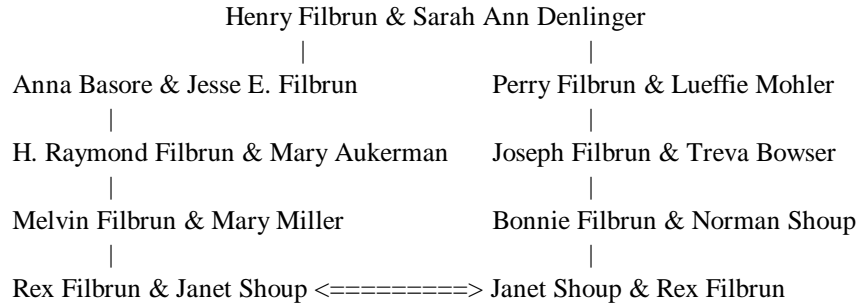 Henry Filbrun & Sarah Ann Denlinger
| |
Anna Basore & Jesse E. Filbrun Perry Filbrun & Lueffie Mohler
| |
H. Raymond Filbrun & Mary Aukerman Joseph Filbrun & Treva Bowser
| |
Melvin Filbrun & Mary Miller Bonnie Filbrun & Norman Shoup
| |
Rex Filbrun & Janet Shoup <=========> Janet Shoup & Rex Filbrun